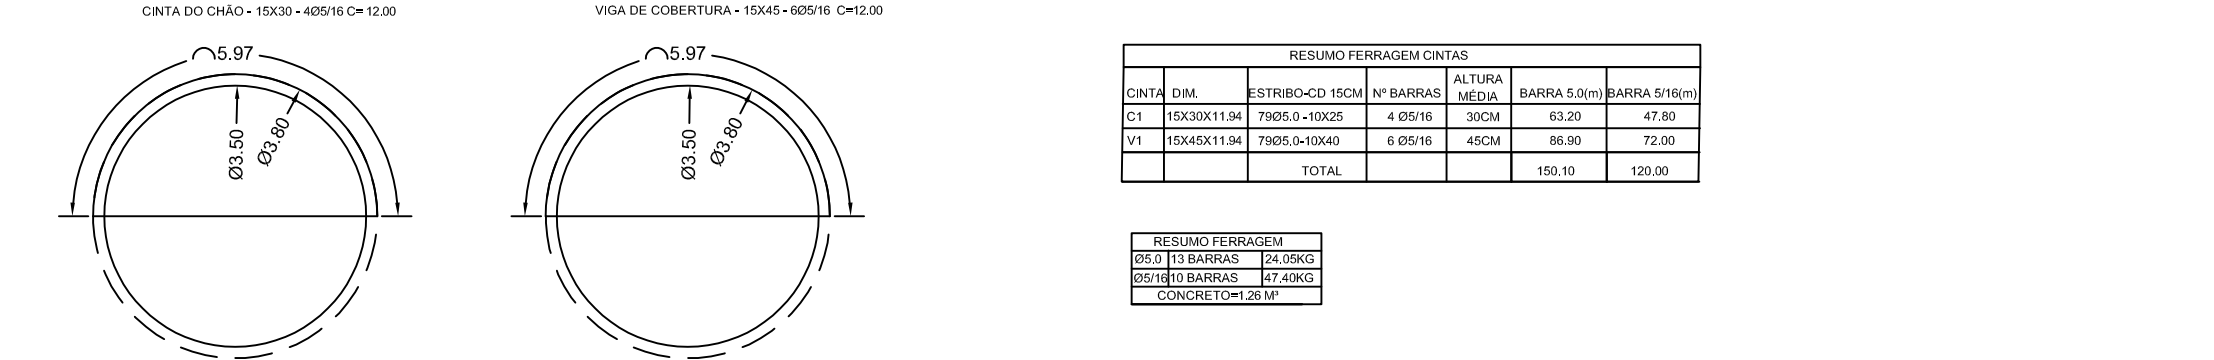 CINTA DO CHÃO - 15X30 - 4Ø5/16 C= 12.00
5.97
Ø3.50
Ø3.80
VIGA DE COBERTURA - 15X45 - 6Ø5/16 C=12.00
5.97
Ø3.50
Ø3.80
RESUMO FERRAGEM CINTAS
CINTA DIM. ESTRIBO-CD 15CM Nº BARRAS ALTURA MÉDIA BARRA 5.0(m) BARRA 5/16(m)
C1 15X30X11.94 79Ø5.0 -10X25 4 Ø5/16 30CM 63.20 47.80
V1 15X45X11.94 79Ø5.0-10X40 6 Ø5/16 45CM 86.90 72.00
TOTAL 150.10 120.00
RESUMO FERRAGEM
Ø5.0 13 BARRAS 24,05KG
Ø5/16 10 BARRAS 47.40KG
CONCRETO=1.26 M³